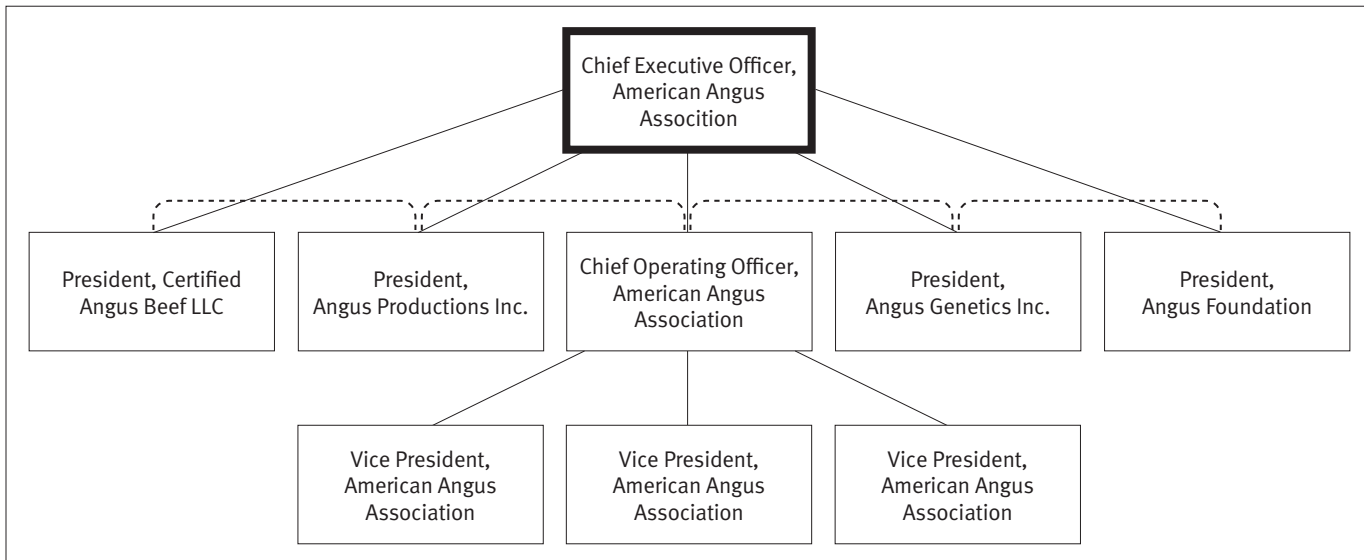 Chief Executive Officer,
American Angus
Assocition
President, Certified
Angus Beef LLC
President,
Angus Productions Inc.
Chief Operating Officer,
American Angus
Association
President,
Angus Genetics Inc.
President,
Angus Foundation
Vice President,
American Angus
Association
Vice President,
American Angus
Association
Vice President,
American Angus
Association